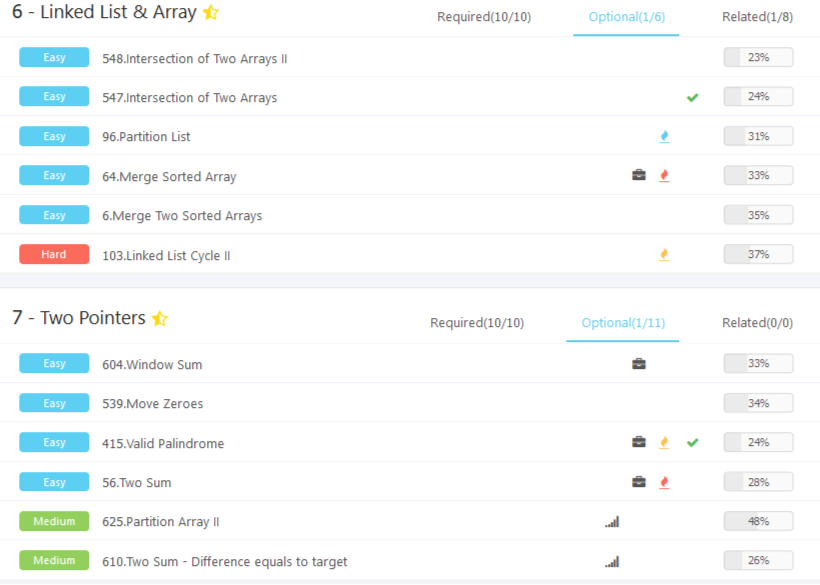 6 - Linked List & Array Required(10/10) Optional(1/6) Related(1/8)
Easy 548.Intersection of Two Arrays II 23%
Easy 547.Intersection of Two Arrays 24%
Easy 96.Partition List 31%
Easy 64.Merge Sorted Array 33%
Easy 6.Merge Two Sorted Arrays 35%
Hard 103.Linked List Cycle II 37%
7 - Two Pointers Required(10/10) Optional(1/11) Related(0/0)
Easy 604.Window Sum 33%
Easy 539.Move Zeroes 34%
Easy 415.Valid Palindrome 24%
Easy 56.Two Sum 28%
Medium 625.Partition Array II 48%
Medium 610.Two Sum - Difference equals to target 26%